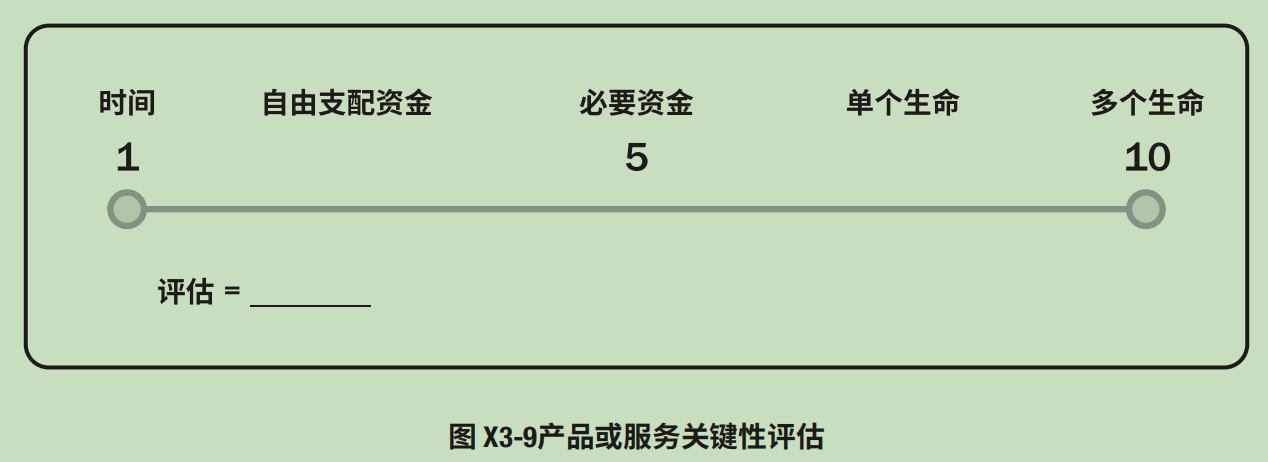 时间 自由支配资金 必要资金 单个生命 多个生命
1 5 10
评估 = ________
图 X3-9产品或服务关键性评估